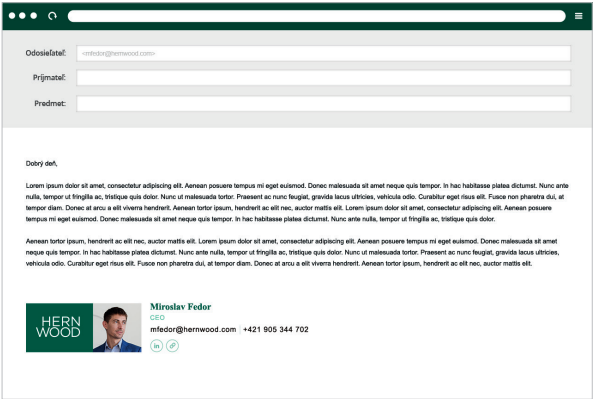 Odosielateľ:
<mfedor@hernwood.com>
Príjmateľ:
Predmet:
Dobrý deň,
Lorem ipsum dolor sit amet, consectetur adipiscing elit. Aenean posuere tempus mi eget euismod. Donec malesuada sit amet neque quis tempor. In hac habitasse platea dictumst. Nunc ante
nulla, tempor ut fringilla ac, tristique quis dolor. Nunc ut malesuada tortor. Praesent ac nunc feugiat, gravida lacus ultricies, vehicula odio. Curabitur eget risus elit. Fusce non pharetra dui, at
tempor diam. Donec at arcu a elit viverra hendrerit. Aenean tortor ipsum, hendrerit ac elit nec, auctor mattis elit. Lorem ipsum dolor sit amet, consectetur adipiscing elit. Aenean posuere
tempus mi eget euismod. Donec malesuada sit amet neque quis tempor. In hac habitasse platea dictumst. Nunc ante nulla, tempor ut fringilla ac, tristique quis dolor.
Aenean tortor ipsum, hendrerit ac elit nec, auctor mattis elit. Lorem ipsum dolor sit amet, consectetur adipiscing elit. Aenean posuere tempus mi eget euismod. Donec malesuada sit amet
neque quis tempor. In hac habitasse platea dictumst. Nunc ante nulla, tempor ut fringilla ac, tristique quis dolor. Nunc ut malesuada tortor. Praesent ac nunc feugiat, gravida lacus ultricies,
vehicula odio. Curabitur eget risus elit. Fusce non pharetra dui, at tempor diam. Donec at arcu a elit viverra hendrerit. Aenean tortor ipsum, hendrerit ac elit nec, auctor mattis elit.
HERN
WOOD
Miroslav Fedor
CEO
mfedor@hernwood.com | +421 905 344 702
in